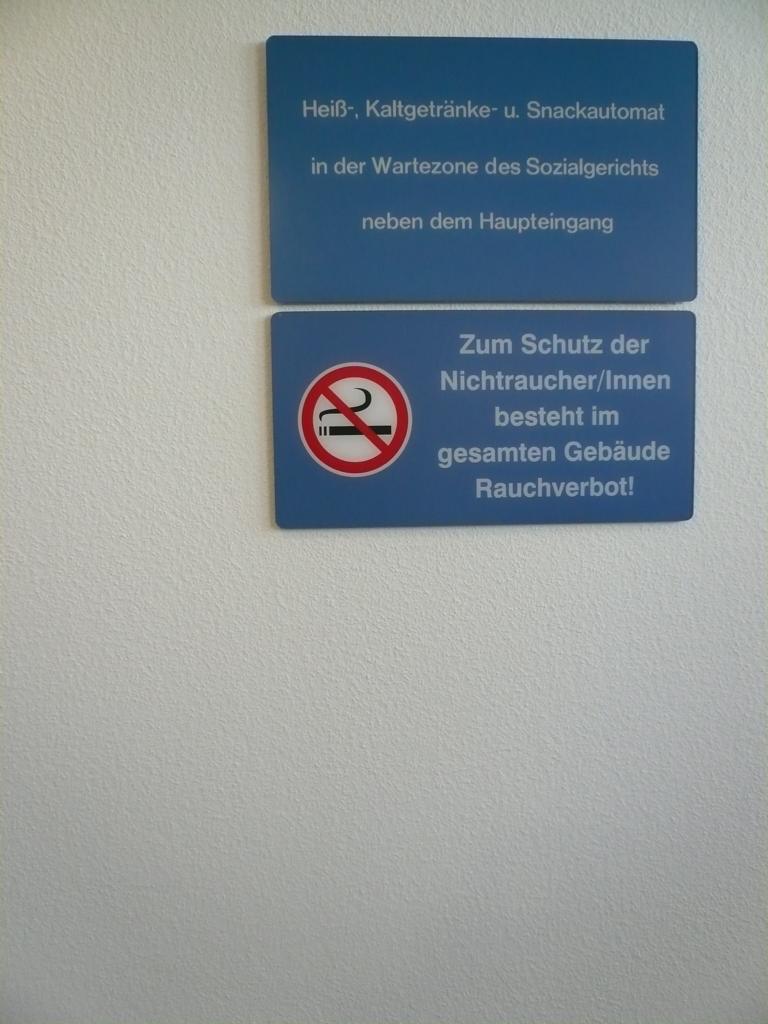 Heiß-, Kaltgetränke- u. Snackautomat
in der Wartezone des Sozialgerichts
neben dem Haupteingang
Zum Schutz der
Nichtraucher/Innen
besteht im
gesamten Gebäude
Rauchverbot!